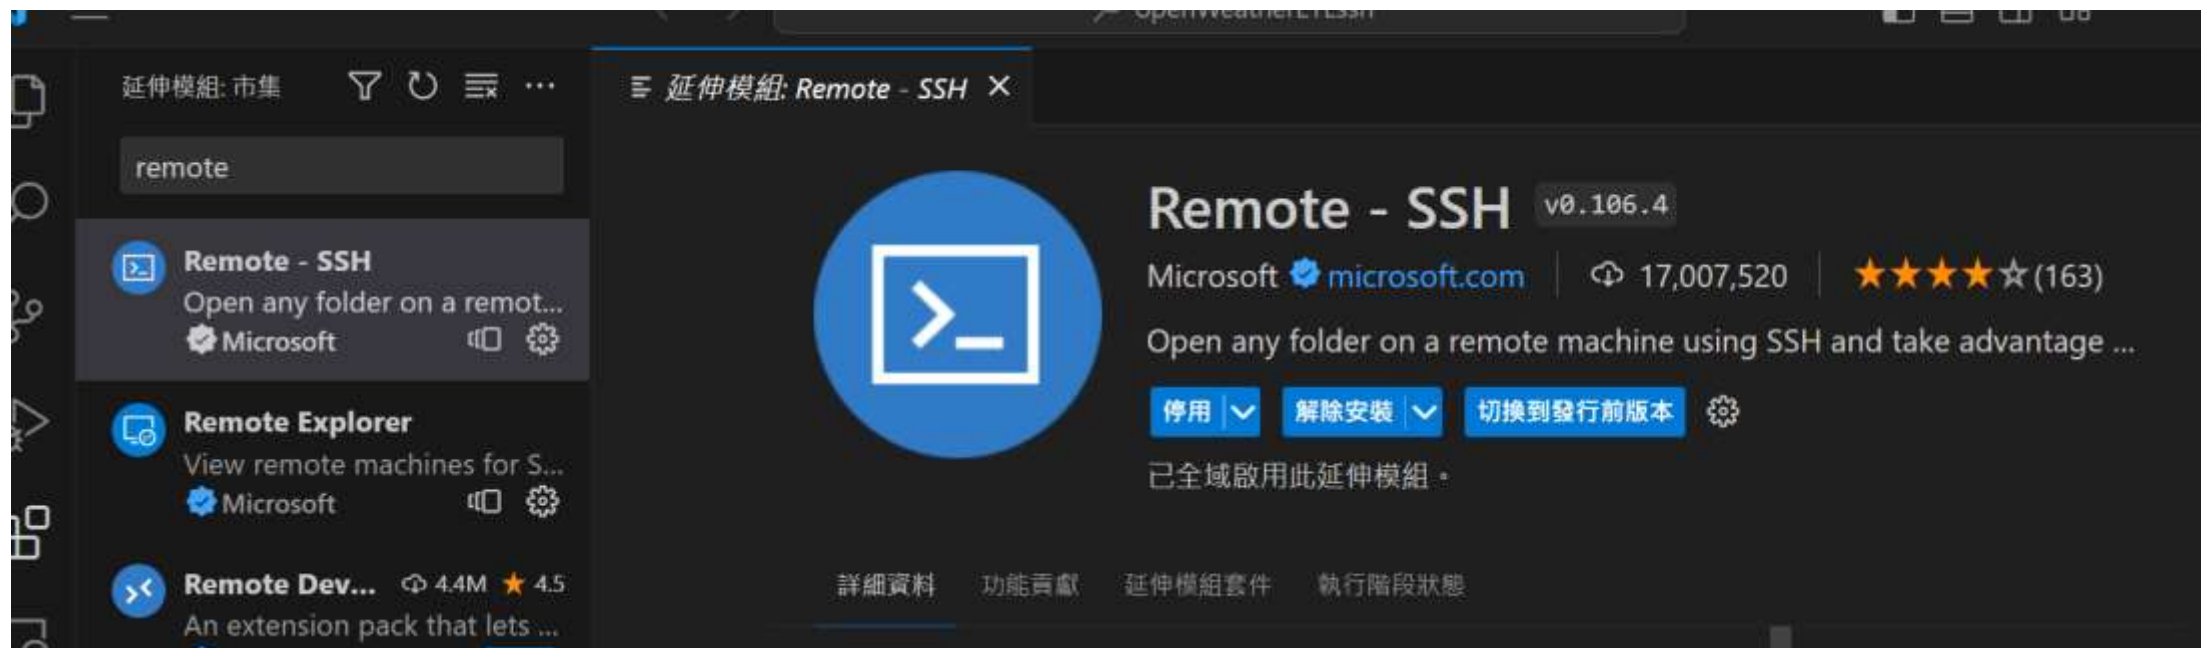 openWeatherETLssh
延伸模組: 市集
延伸模組: Remote - SSH
remote
Remote - SSH
Open any folder on a remot...
Microsoft
Remote Explorer
View remote machines for S...
Microsoft
Remote Dev... 4.4M ★ 4.5
An extension pack that lets ...
Remote - SSH v0.106.4
Microsoft microsoft.com 17,007,520 ★★★★☆ (163)
Open any folder on a remote machine using SSH and take advantage ...
停用 解除安裝 切換到發行前版本
已全域啟用此延伸模組。
詳細資料 功能貢獻 延伸模組套件 執行階段狀態